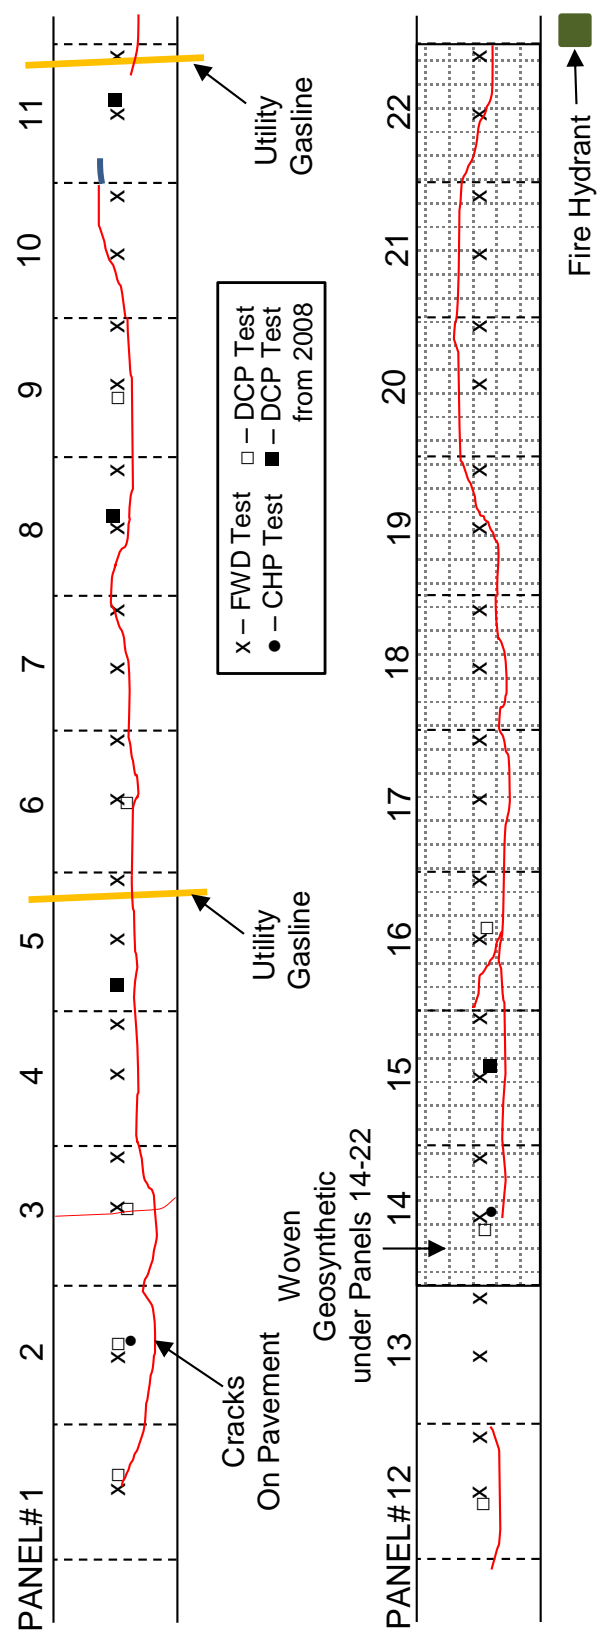 PANEL# 1 2 3 4 5 6 7 8 9 10 11
x x x x x x x x x x x x x x x x x x x x x
Cracks
On Pavement
Utility
Gasline
Utility
Gasline
x – FWD Test □ – DCP Test
● – CHP Test ■ – DCP Test
from 2008
PANEL# 12 13 14 15 16 17 18 19 20 21 22
x x x x x x x x x x x x x x x x x x x x x x
Woven
Geosynthetic
under Panels 14-22
Fire Hydrant